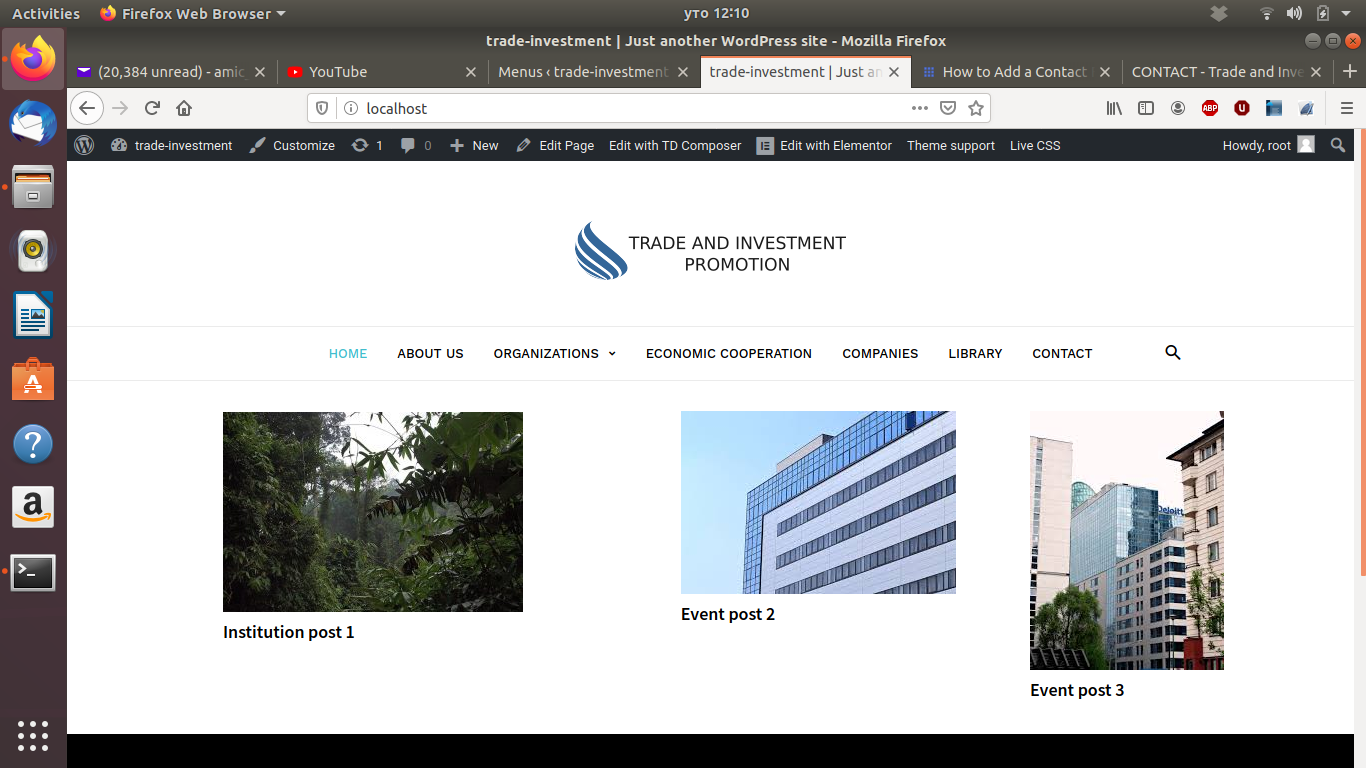 Activities Firefox Web Browser уто 12:10
trade-investment | Just another WordPress site - Mozilla Firefox
(20,384 unread) - amic YouTube Menus ‹ trade-investment trade-investment | Just an How to Add a Contact CONTACT - Trade and Inve
localhost ABP
trade-investment Customize 1 0 New Edit Page Edit with TD Composer Edit with Elementor Theme support Live CSS Howdy, root
TRADE AND INVESTMENT
PROMOTION
HOME ABOUT US ORGANIZATIONS ECONOMIC COOPERATION COMPANIES LIBRARY CONTACT
Deloitt
Institution post 1
Event post 2
Event post 3